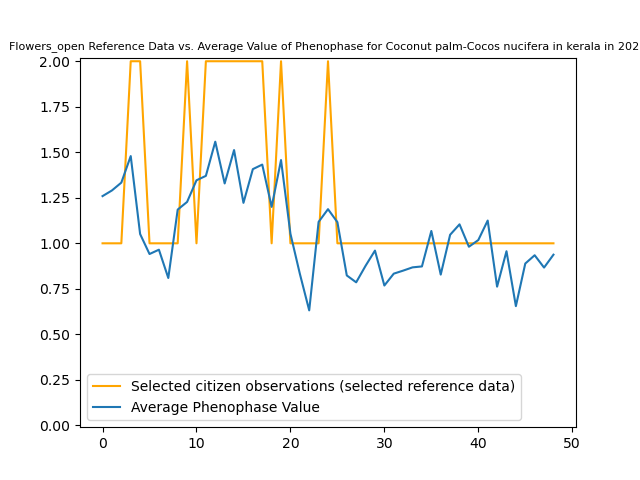 Flowers_open Reference Data vs. Average Value of Phenophase for Coconut palm-Cocos nucifera in kerala in 202
2.00
1.75
1.50
1.25
1.00
0.75
0.50
0.25
0.00
Selected citizen observations (selected reference data)
Average Phenophase Value
0 10 20 30 40 50